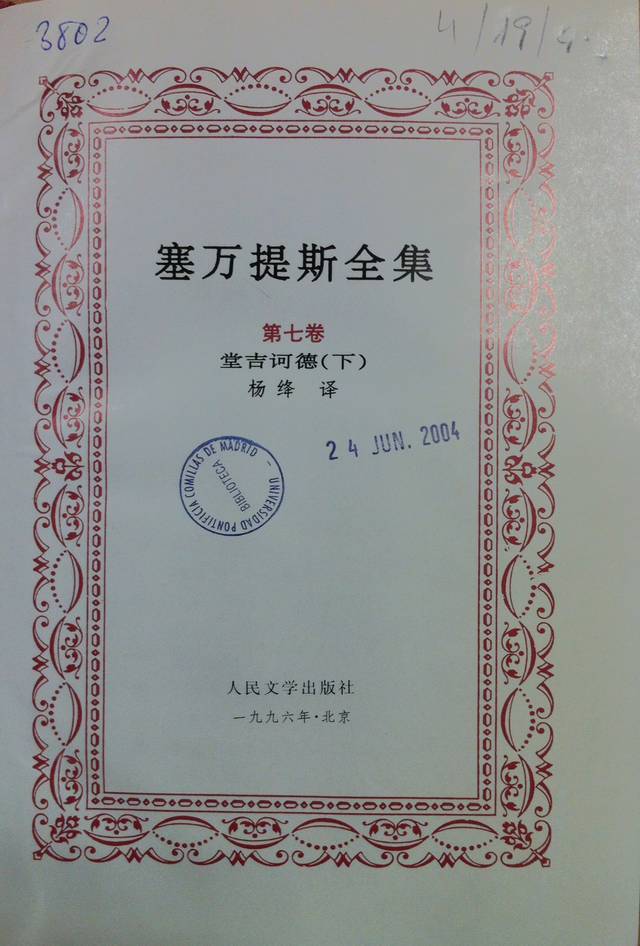 3802
4/19/4
塞万提斯全集
第七卷
堂吉诃德(下)
杨绛 译
24 JUN. 2004
UNIVERSIDAD PONTIFICIA COMILLAS DE MADRID -
BIBLIOTECA
人民文学出版社
一九九六年·北京